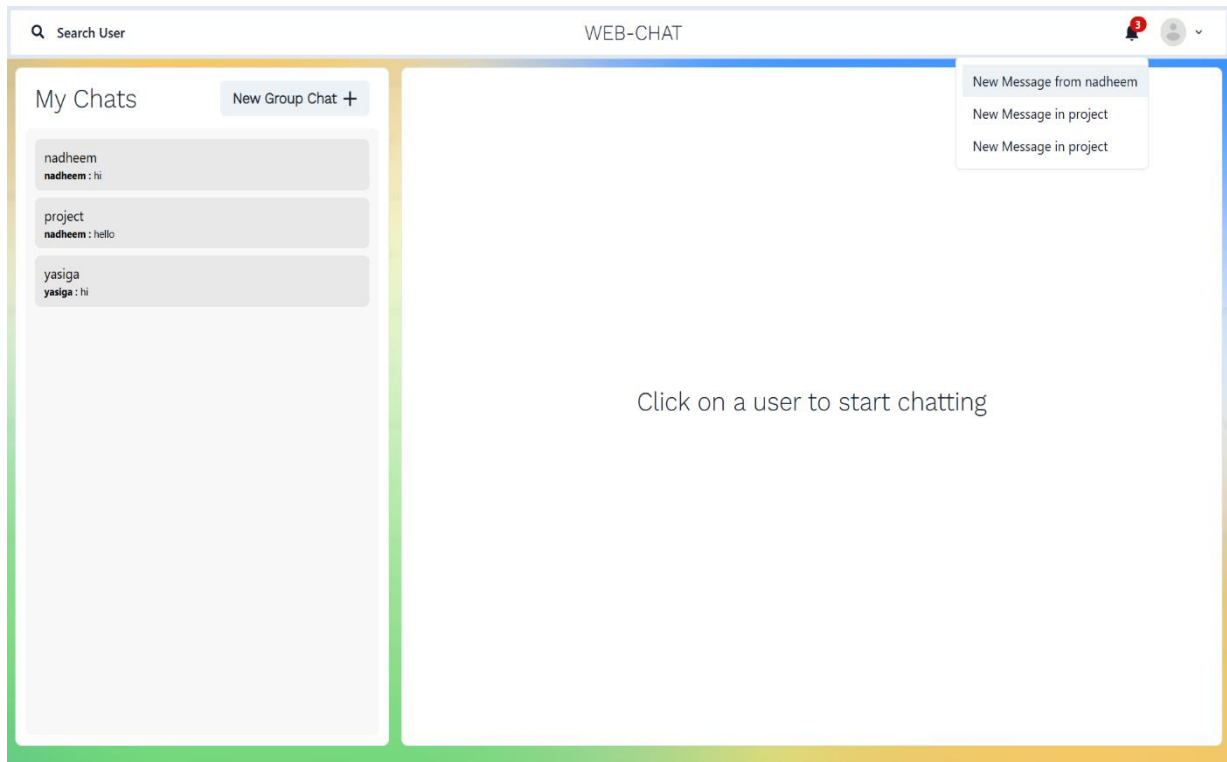 Search User
WEB-CHAT
3
New Message from nadheem
New Message in project
New Message in project
My Chats
New Group Chat +
nadheem
nadheem : hi
project
nadheem : hello
yasiga
yasiga : hi
Click on a user to start chatting